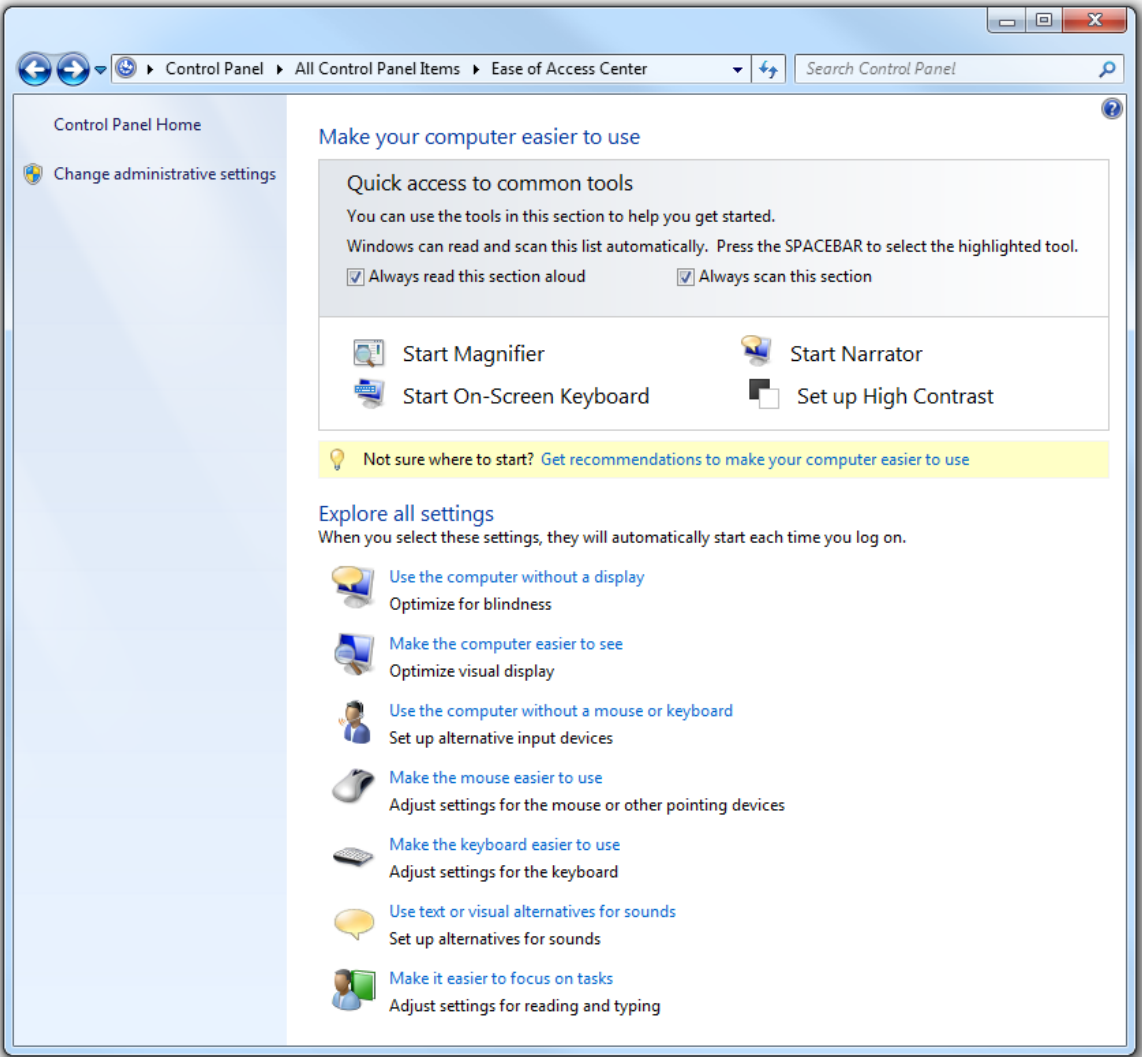 Control Panel All Control Panel Items Ease of Access Center Search Control Panel
Control Panel Home
Change administrative settings
Make your computer easier to use
Quick access to common tools
You can use the tools in this section to help you get started.
Windows can read and scan this list automatically. Press the SPACEBAR to select the highlighted tool.
Always read this section aloud Always scan this section
Start Magnifier Start Narrator
Start On-Screen Keyboard Set up High Contrast
Not sure where to start? Get recommendations to make your computer easier to use
Explore all settings
When you select these settings, they will automatically start each time you log on.
Use the computer without a display
Optimize for blindness
Make the computer easier to see
Optimize visual display
Use the computer without a mouse or keyboard
Set up alternative input devices
Make the mouse easier to use
Adjust settings for the mouse or other pointing devices
Make the keyboard easier to use
Adjust settings for the keyboard
Use text or visual alternatives for sounds
Set up alternatives for sounds
Make it easier to focus on tasks
Adjust settings for reading and typing